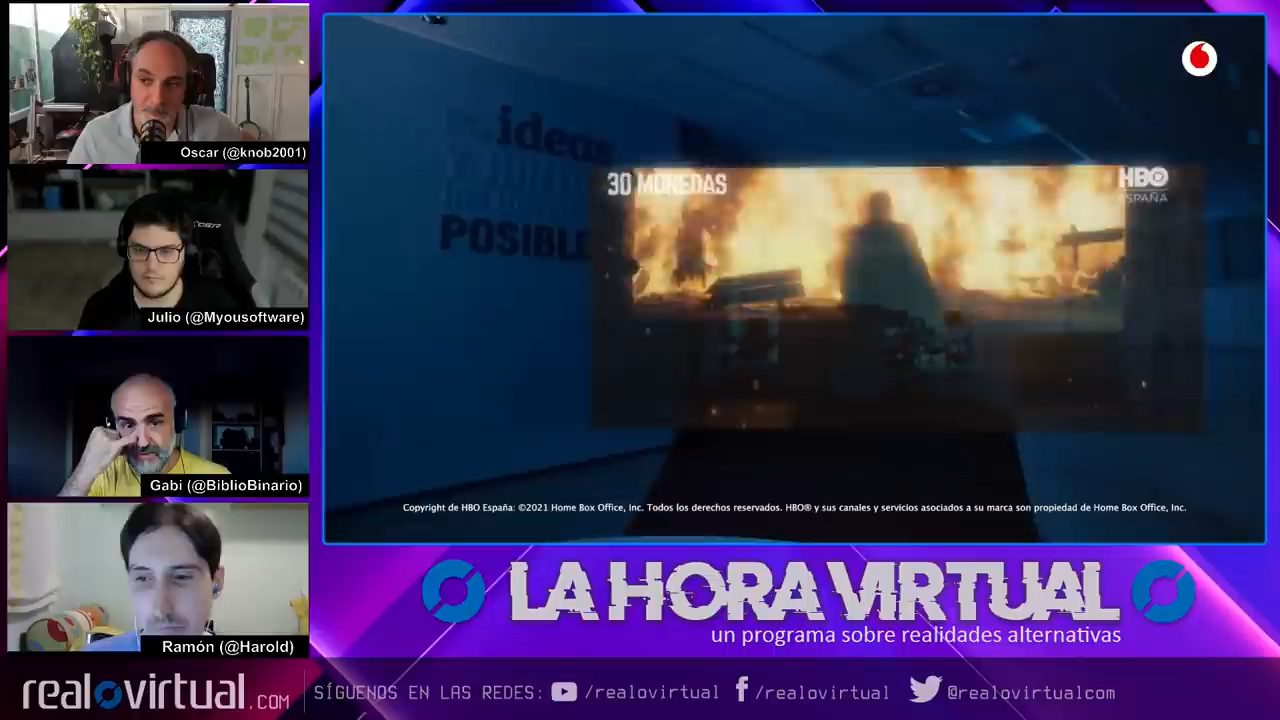 Oscar (@knob2001)
Julio (@Myousoftware)
Gabi (@BiblioBinario)
Ramón (@Harold)
ideas
POSIBLE
30 MONEDAS
HBO
ESPAÑA
Copyright de HBO España: ©2021 Home Box Office, Inc. Todos los derechos reservados. HBO® y sus canales y servicios asociados a su marca son propiedad de Home Box Office, Inc.
LA HORA VIRTUAL
un programa sobre realidades alternativas
realovirtual.COM
SÍGUENOS EN LAS REDES: /realovirtual /realovirtual @realovirtualcom